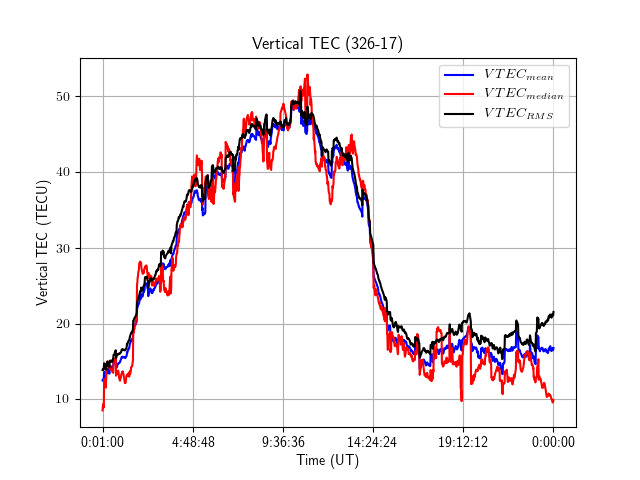 Vertical TEC (326-17)
VTEC_mean
VTEC_median
VTEC_RMS
Vertical TEC (TECU)
50
40
30
20
10
0:01:00 4:48:48 9:36:36 14:24:24 19:12:12 0:00:00
Time (UT)